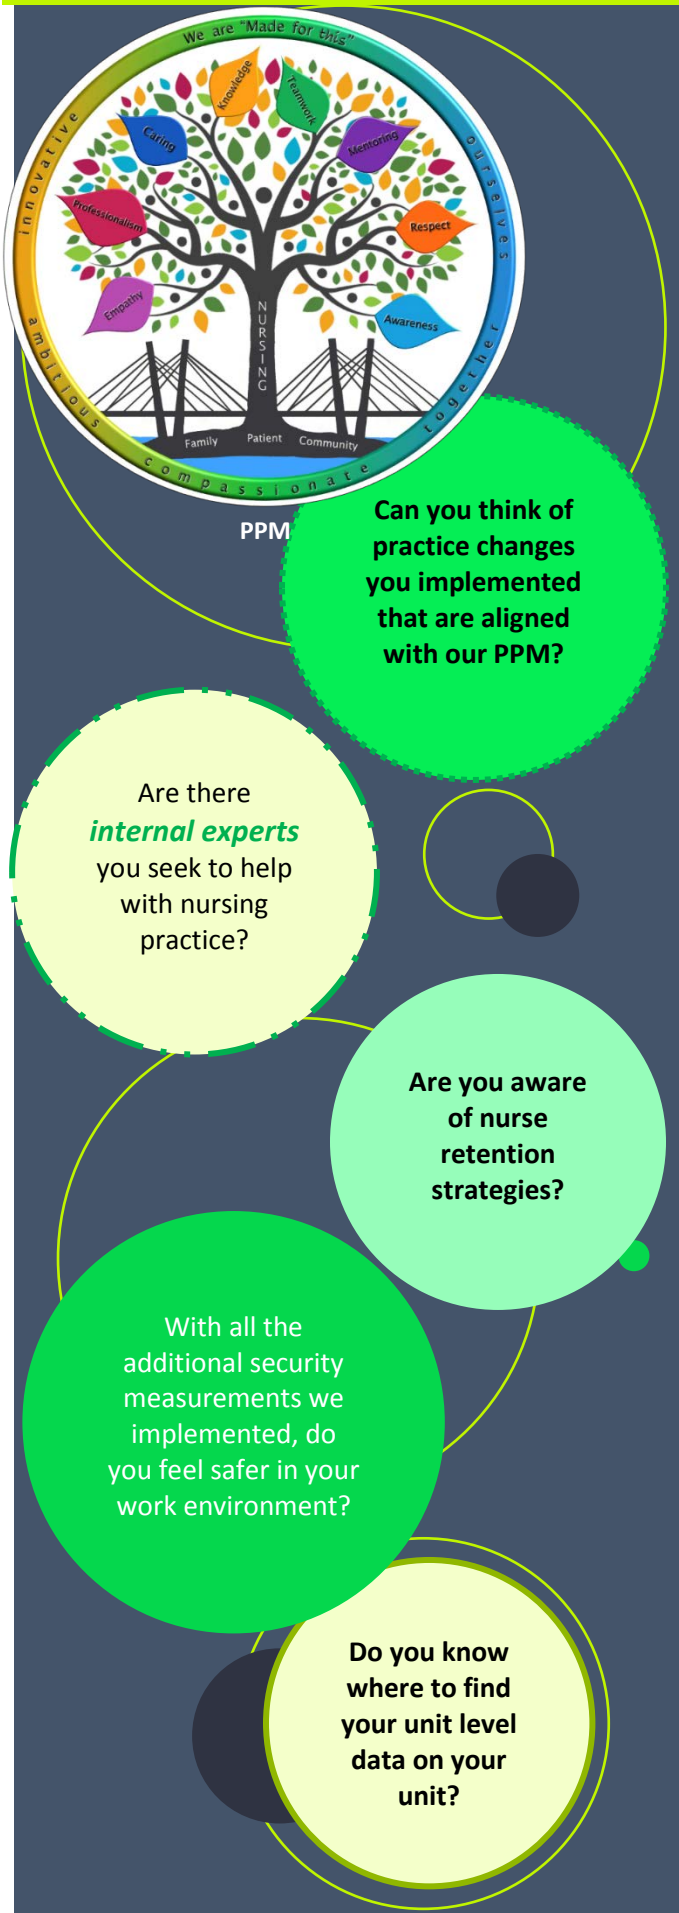 We are "Made for this"
innovative
ourselves
ambitious
together
compassionate
Knowledge
Teamwork
Caring
Mentoring
Professionalism
Respect
Empathy
Awareness
NURSING
Family
Patient
Community
PPM
Can you think of
practice changes
you implemented
that are aligned
with our PPM?
Are there
internal experts
you seek to help
with nursing
practice?
Are you aware
of nurse
retention
strategies?
With all the
additional security
measurements we
implemented, do
you feel safer in your
work environment?
Do you know
where to find
your unit level
data on your
unit?